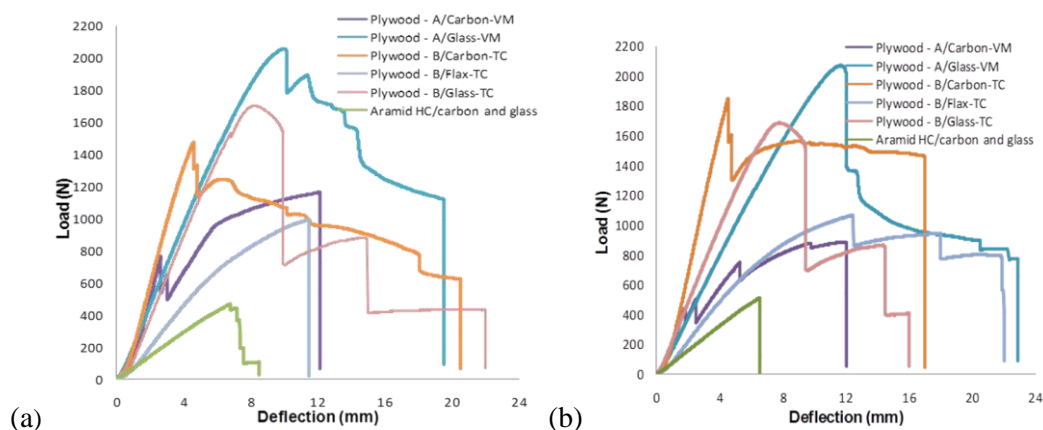 2200
2000
1800
1600
1400
1200
1000
800
600
400
200
0
Load (N)
0 4 8 12 16 20 24
Deflection (mm)
Plywood - A/Carbon-VM
Plywood - A/Glass-VM
Plywood - B/Carbon-TC
Plywood - B/Flax-TC
Plywood - B/Glass-TC
Aramid HC/carbon and glass
(a)
2200
2000
1800
1600
1400
1200
1000
800
600
400
200
0
Load (N)
0 4 8 12 16 20 24
Deflection (mm)
Plywood - A/Carbon-VM
Plywood - A/Glass-VM
Plywood - B/Carbon-TC
Plywood - B/Flax-TC
Plywood - B/Glass-TC
Aramid HC/carbon and glass
(b)